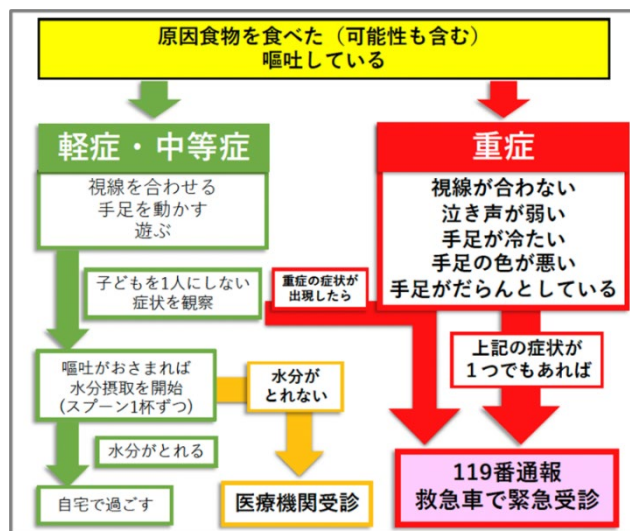 原因食物を食べた（可能性も含む）
嘔吐している
軽症・中等症
視線を合わせる
手足を動かす
遊ぶ
重症
視線が合わない
泣き声が弱い
手足が冷たい
手足の色が悪い
手足がだらんとしている
子どもを1人にしない
症状を観察
重症の症状が
出現したら
上記の症状が
１つでもあれば
嘔吐がおさまれば
水分摂取を開始
(スプーン1杯ずつ)
水分が
とれない
水分がとれる
自宅で過ごす
医療機関受診
119番通報
救急車で緊急受診